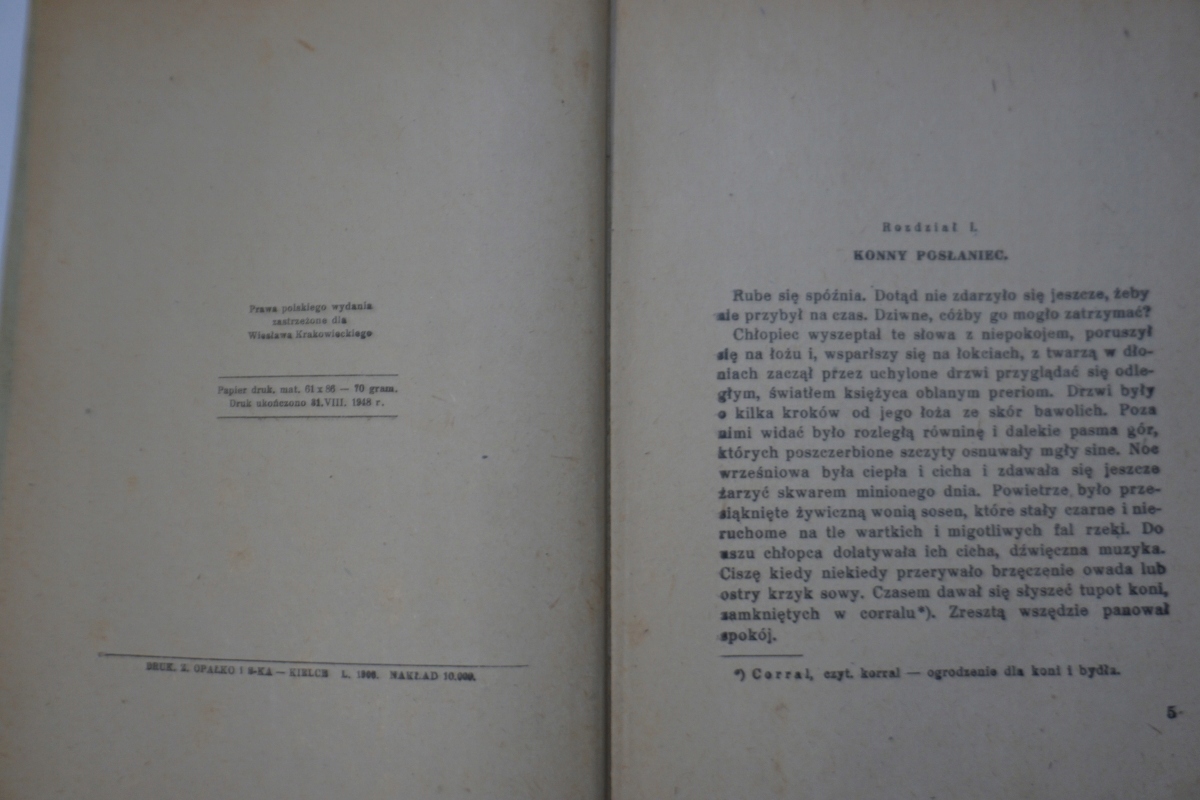 Prawa polskiego wydania
zastrzeżone dla
Wiesława Krakowieckiego
Papier druk. mat. 61 x 86 — 70 gram.
Druk ukończono 31.VIII. 1948 r.
DRUK. Z. OPAŁKO I S-KA — KIELCE L. NAKŁAD 10.000.
Rozdział I.
KONNY POSŁANIEC.
Rube się spóźnia. Dotąd nie zdarzyło się jeszcze, żeby
nie przybył na czas. Dziwne, cóżby go mogło zatrzymać?
Chłopiec wyszeptał te słowa z niepokojem, poruszył
się na łożu i, wsparłszy się na łokciach, z twarzą w dło-
niach zaczął przez uchylone drzwi przyglądać się odle-
głym, światłem księżyca oblanym preriom. Drzwi były
o kilka kroków od jego łoża ze skór bawolich. Poza
nimi widać było rozległą równinę i dalekie pasma gór,
których poszczerbione szczyty osnuwały mgły sine. Noc
wrześniowa była ciepła i cicha i zdawała się jeszcze
żarzyć skwarem minionego dnia. Powietrze było prze-
siąknięte żywiczną wonią sosen, które stały czarne i nie-
ruchome na tle wartkich i migotliwych fal rzeki. Do
uszu chłopca dolatywała ich cicha, dźwięczna muzyka.
Ciszę kiedy niekiedy przerywało brzęczenie owada lub
ostry krzyk sowy. Czasem dawał się słyszeć tupot koni,
zamkniętych w corralu*). Zresztą wszędzie panował
spokój.
*) Corral, czyt. korral — ogrodzenie dla koni i bydła.
5